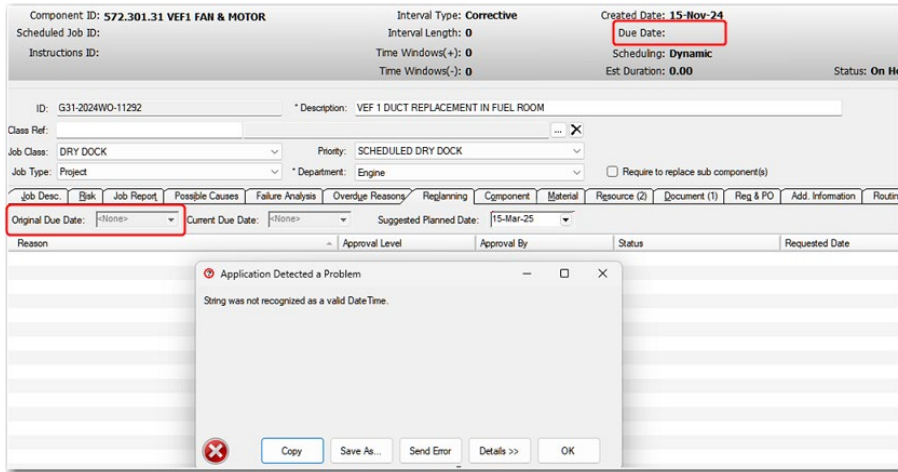 Component ID: 572.301.31 VEF1 FAN & MOTOR Interval Type: Corrective Created Date: 15-Nov-24
Scheduled Job ID: Interval Length: 0 Due Date:
Instructions ID: Time Windows(+): 0 Scheduling: Dynamic
Time Windows(-): 0 Est Duration: 0.00 Status: On
ID: G31-2024WO-11292 * Description: VEF 1 DUCT REPLACEMENT IN FUEL ROOM
Class Ref: ...
Job Class: DRY DOCK Priority: SCHEDULED DRY DOCK
Job Type: Project * Department: Engine Require to replace sub component(s)
Job Desc. Risk Job Report Possible Causes Failure Analysis Overdue Reasons Replanning Component Material Resource (2) Document (1) Req & PO Add. Information Routin
Original Due Date: <None> Current Due Date: <None> Suggested Planned Date: 15-Mar-25
Reason Approval Level Approval By Status Requested Date
Application Detected a Problem
String was not recognized as a valid DateTime.
Copy Save As... Send Error Details >> OK